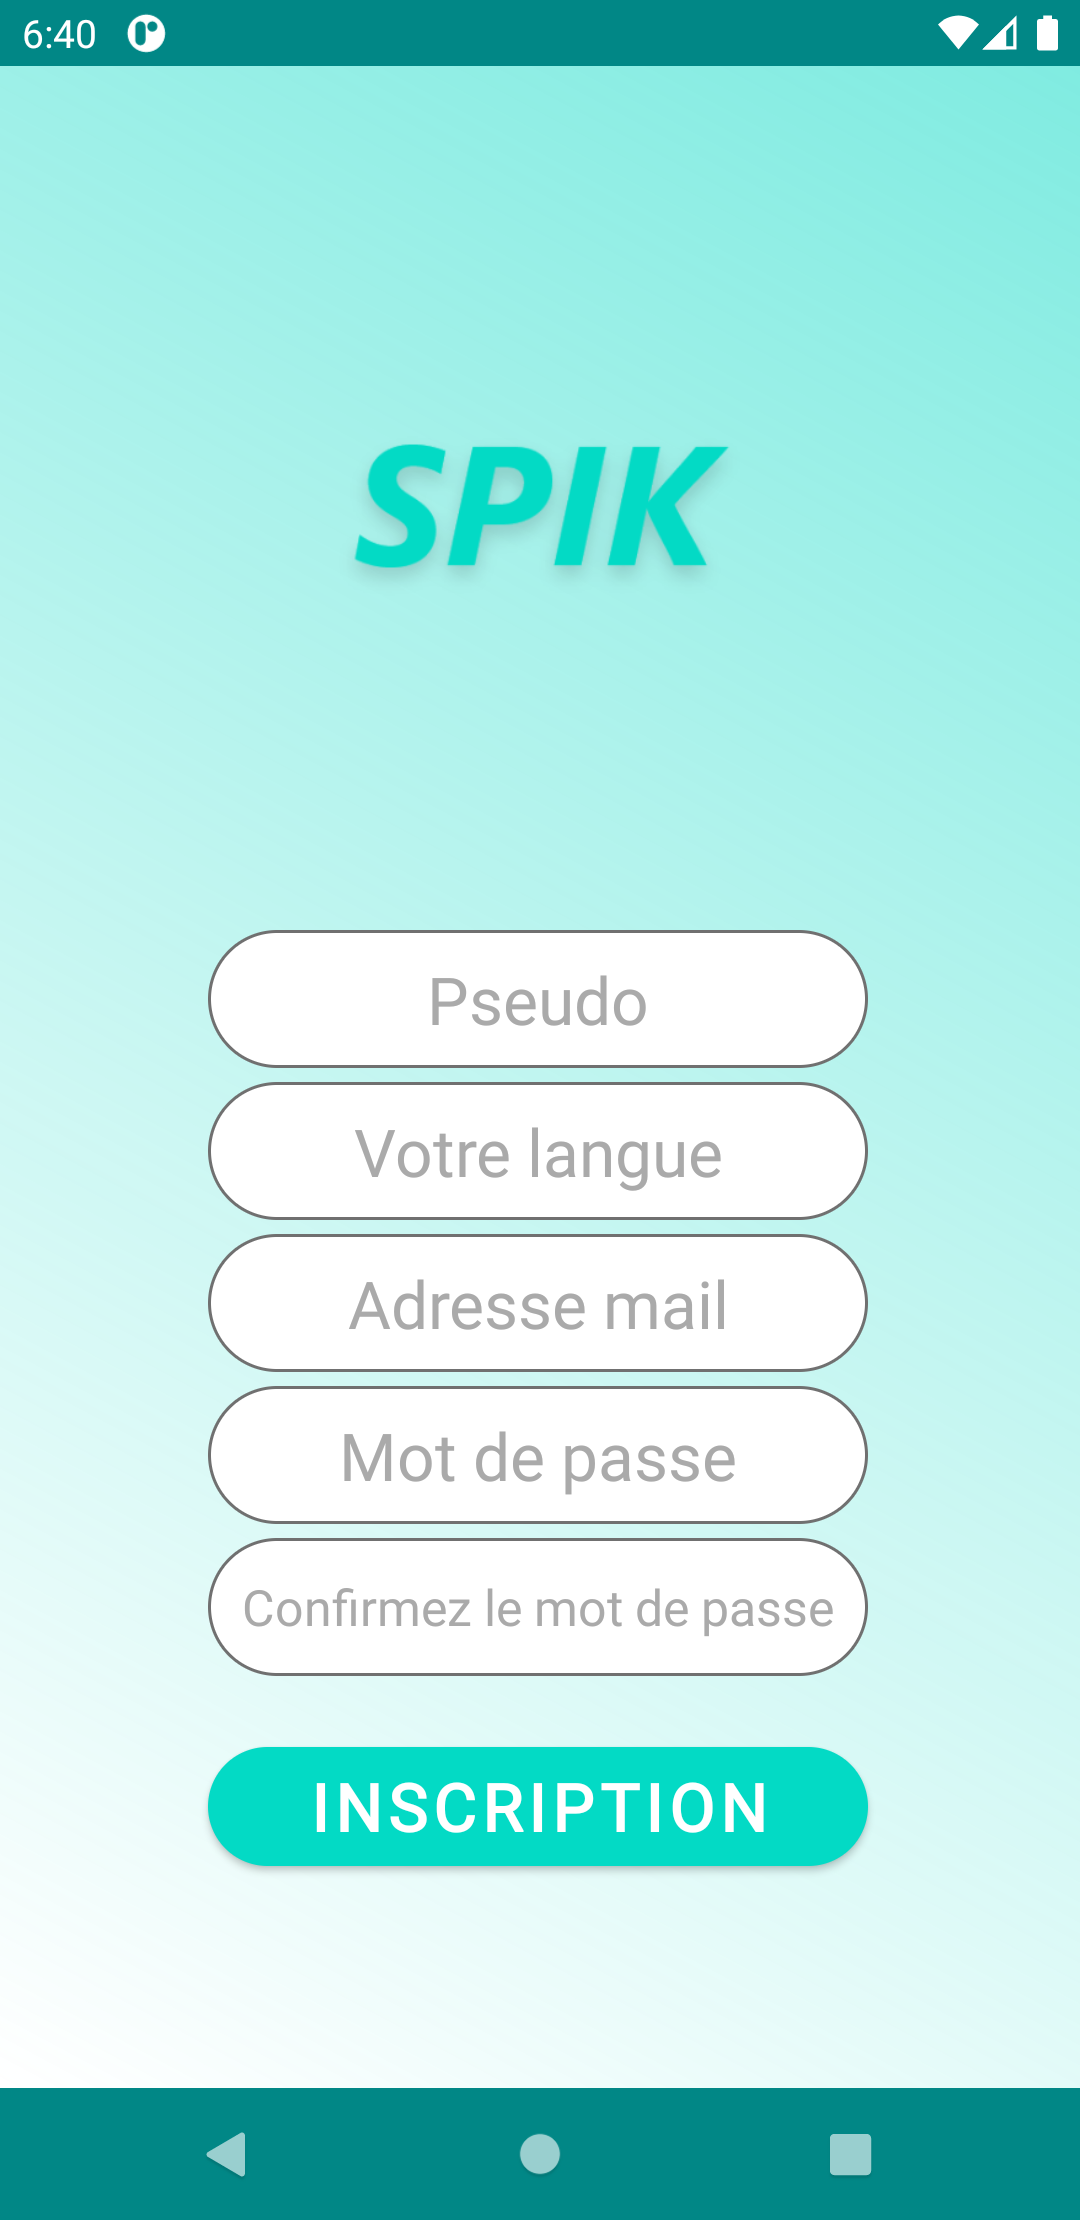 6:40
SPIK
Pseudo
Votre langue
Adresse mail
Mot de passe
Confirmez le mot de passe
INSCRIPTION